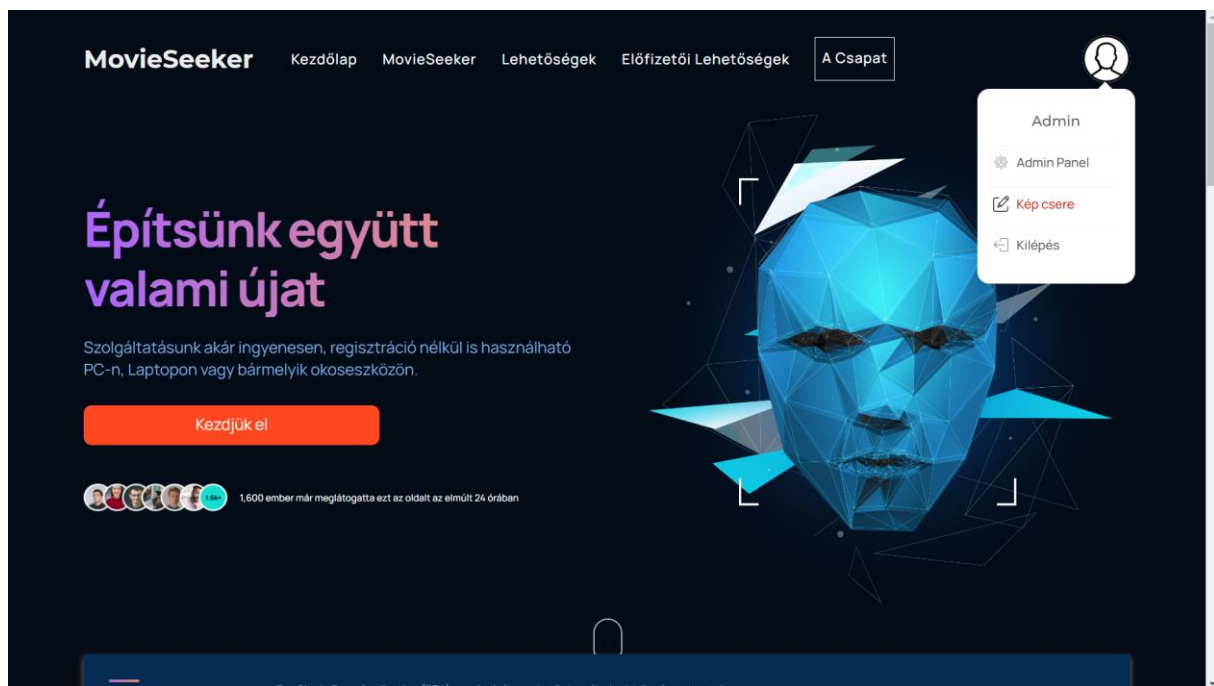 MovieSeeker
Kezdőlap
MovieSeeker
Lehetőségek
Előfizetői Lehetőségek
A Csapat
Admin
Admin Panel
Kép csere
Kilépés
Építsünk együtt
valami újat
Szolgáltatásunk akár ingyenesen, regisztráció nélkül is használható
PC-n, Laptopon vagy bármelyik okoseszközön.
Kezdjük el
1.6k+
1,600 ember már meglátogatta ezt az oldalt az elmúlt 24 órában